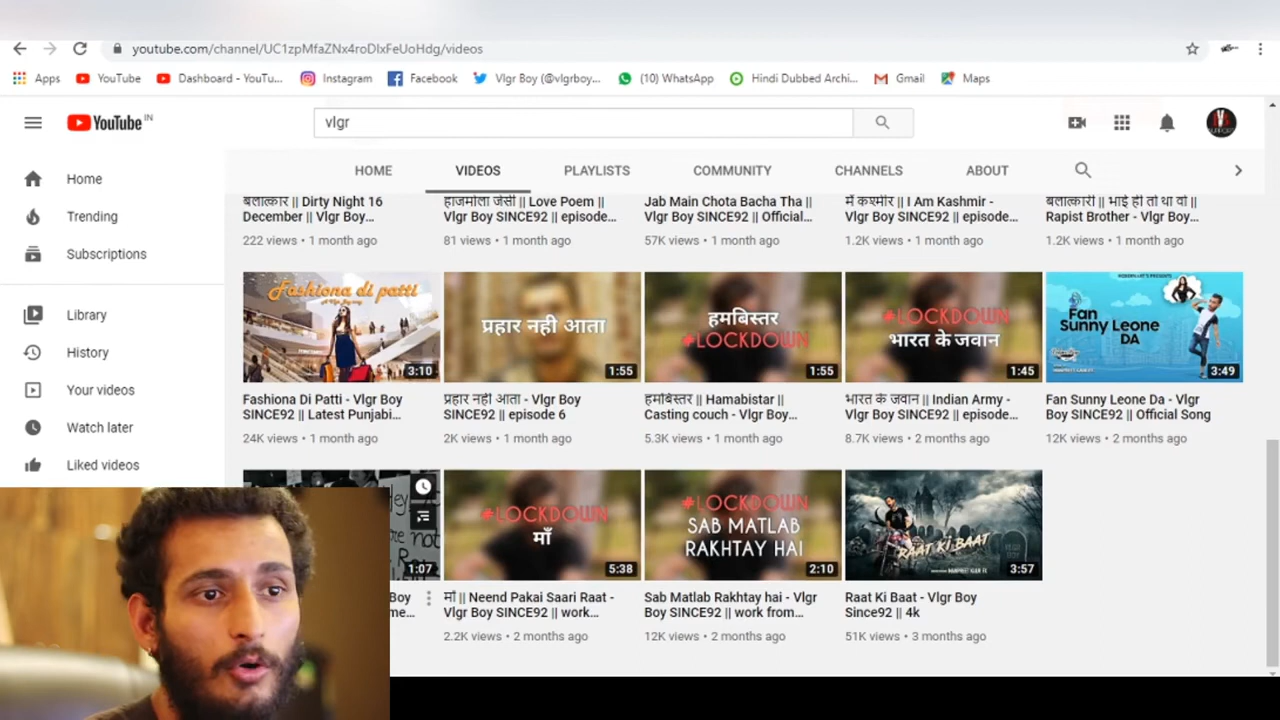 youtube.com/channel/UC1zpMfaZNx4roDIxFeUoHdg/videos
Apps YouTube Dashboard - YouTu... Instagram Facebook Vlgr Boy (@vlgrboy... (10) WhatsApp Hindi Dubbed Archi... Gmail Maps
YouTube IN
vlgr
HOME VIDEOS PLAYLISTS COMMUNITY CHANNELS ABOUT
Home
Trending
Subscriptions
Library
History
Your videos
Watch later
Liked videos
बलात्कार || Dirty Night 16
December || Vlgr Boy...
222 views • 1 month ago
हाजमोला जेसी || Love Poem ||
Vlgr Boy SINCE92 || episode...
81 views • 1 month ago
Jab Main Chota Bacha Tha ||
Vlgr Boy SINCE92 || Official...
57K views • 1 month ago
मैं कश्मीर || I Am Kashmir -
Vlgr Boy SINCE92 || episode...
1.2K views • 1 month ago
बलात्कारी || भाई ही तो था वो ||
Rapist Brother - Vlgr Boy...
1.2K views • 1 month ago
Fashiona di patti
3:10
Fashiona Di Patti - Vlgr Boy
SINCE92 || Latest Punjabi...
24K views • 1 month ago
प्रहार नही आता
1:55
प्रहार नही आता - Vlgr Boy
SINCE92 || episode 6
2K views • 1 month ago
हमबिस्तर
#LOCKDOWN
1:55
हमबिस्तर || Hamabistar ||
Casting couch - Vlgr Boy...
5.3K views • 1 month ago
#LOCKDOWN
भारत के जवान
1:45
भारत के जवान || Indian Army -
Vlgr Boy SINCE92 || episode...
8.7K views • 2 months ago
Fan
Sunny Leone
DA
3:49
Fan Sunny Leone Da - Vlgr
Boy SINCE92 || Official Song
12K views • 2 months ago
1:07
Boy
me...
#LOCKDOWN
माँ
5:38
माँ || Neend Pakai Saari Raat -
Vlgr Boy SINCE92 || work...
2.2K views • 2 months ago
#LOCKDOWN
SAB MATLAB
RAKHTAY HAI
2:10
Sab Matlab Rakhtay hai - Vlgr
Boy SINCE92 || work from...
12K views • 2 months ago
RAAT KI BAAT
3:57
Raat Ki Baat - Vlgr Boy
Since92 || 4k
51K views • 3 months ago